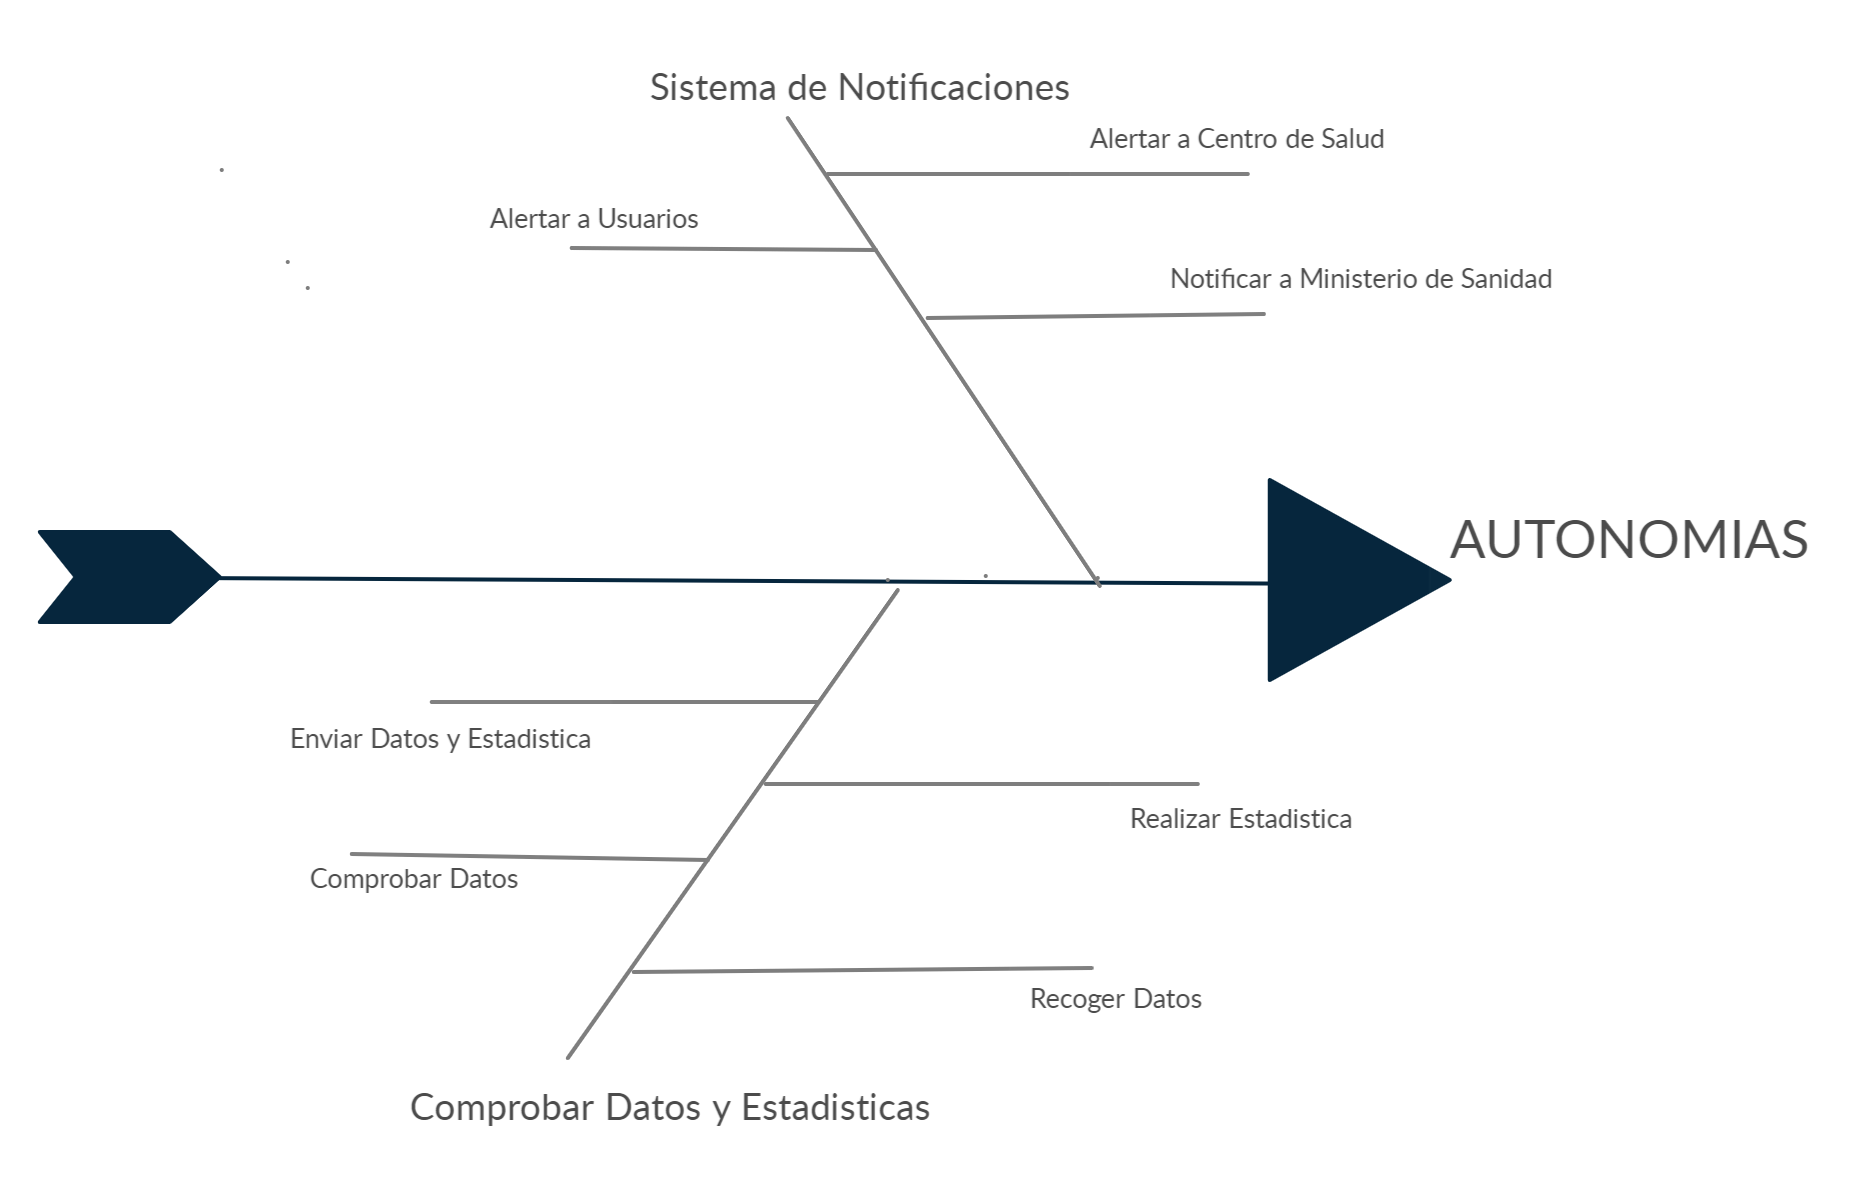 Sistema de Notificaciones
Alertar a Centro de Salud
Alertar a Usuarios
Notificar a Ministerio de Sanidad
AUTONOMIAS
Enviar Datos y Estadistica
Realizar Estadistica
Comprobar Datos
Recoger Datos
Comprobar Datos y Estadisticas